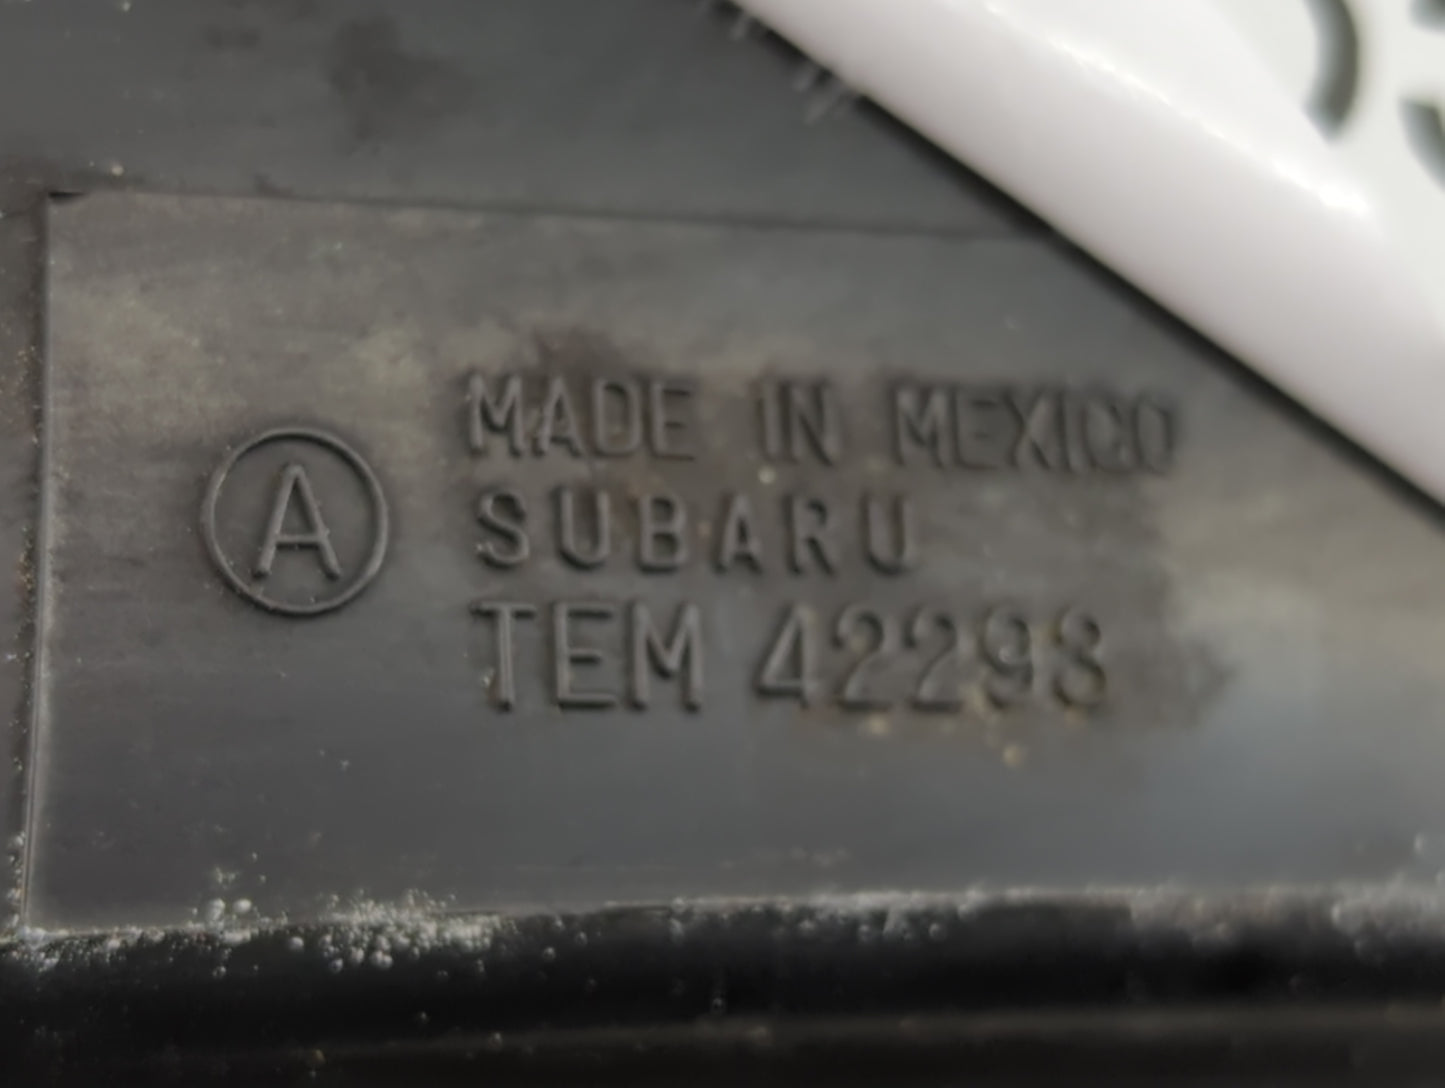 A
MADE IN MEXICO
SUBARU
TEM 42298